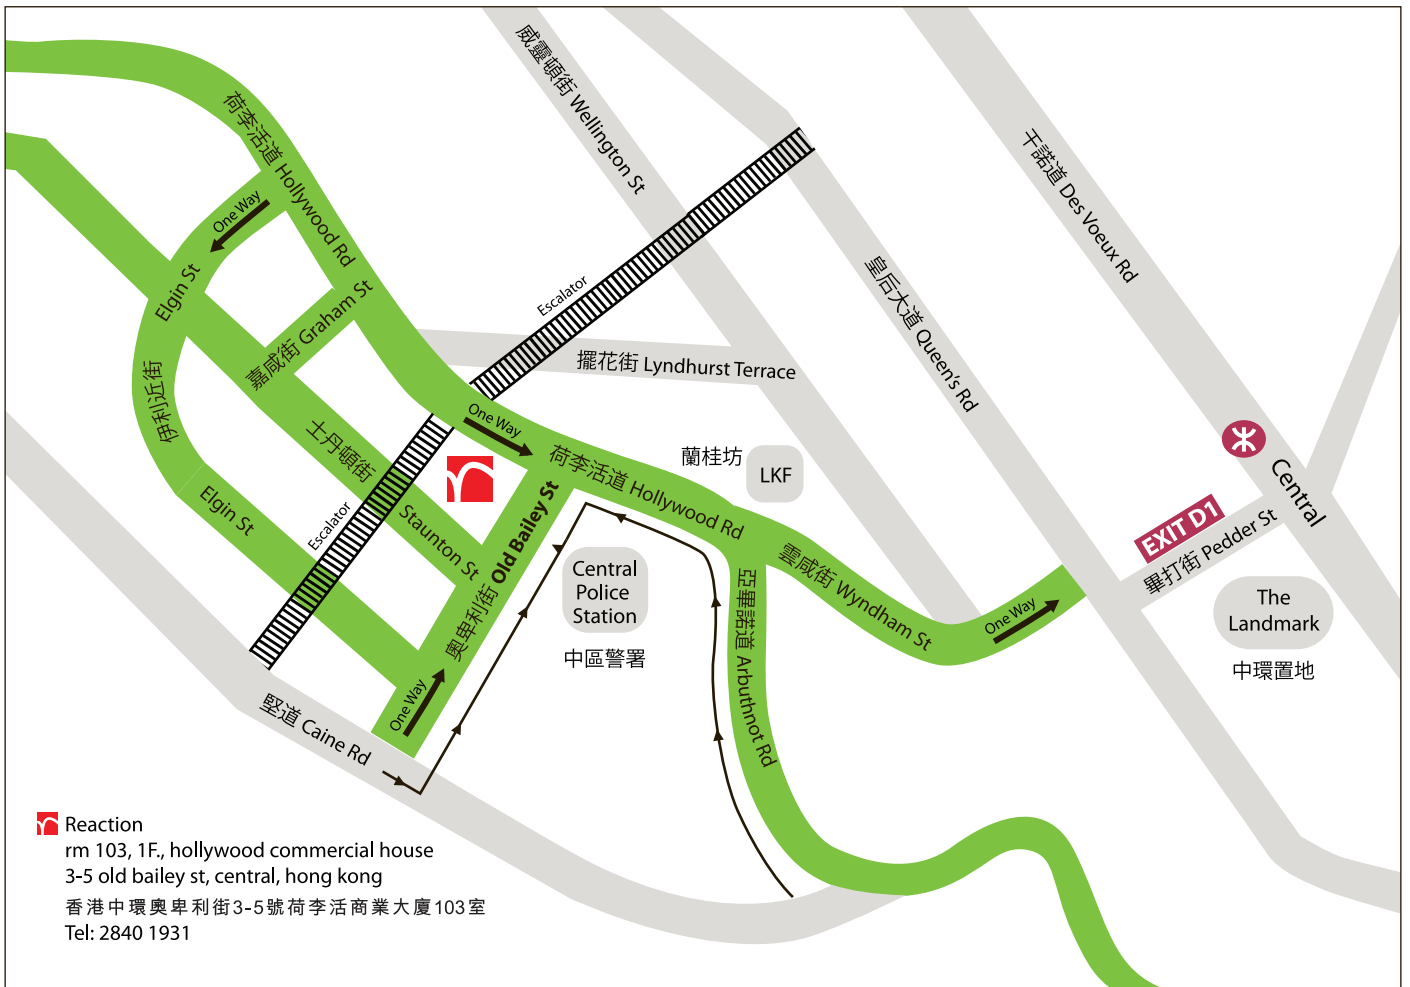 威靈頓街 Wellington St
干諾道 Des Voeux Rd
荷李活道 Hollywood Rd
One Way
Elgin St
Escalator
皇后大道 Queen's Rd
嘉咸街 Graham St
擺花街 Lyndhurst Terrace
伊利近街
One Way
士丹頓街
Staunton St
蘭桂坊
LKF
荷李活道 Hollywood Rd
Central
EXIT D1
畢打街 Pedder St
Elgin St
Escalator
奧卑利街 Old Bailey St
Central
Police
Station
中區警署
雲咸街 Wyndham St
亞畢諾道 Arbuthnot Rd
One Way
The
Landmark
中環置地
One Way
堅道 Caine Rd
Reaction
rm 103, 1F., hollywood commercial house
3-5 old bailey st, central, hong kong
香港中環奧卑利街3-5號荷李活商業大廈103室
Tel: 2840 1931